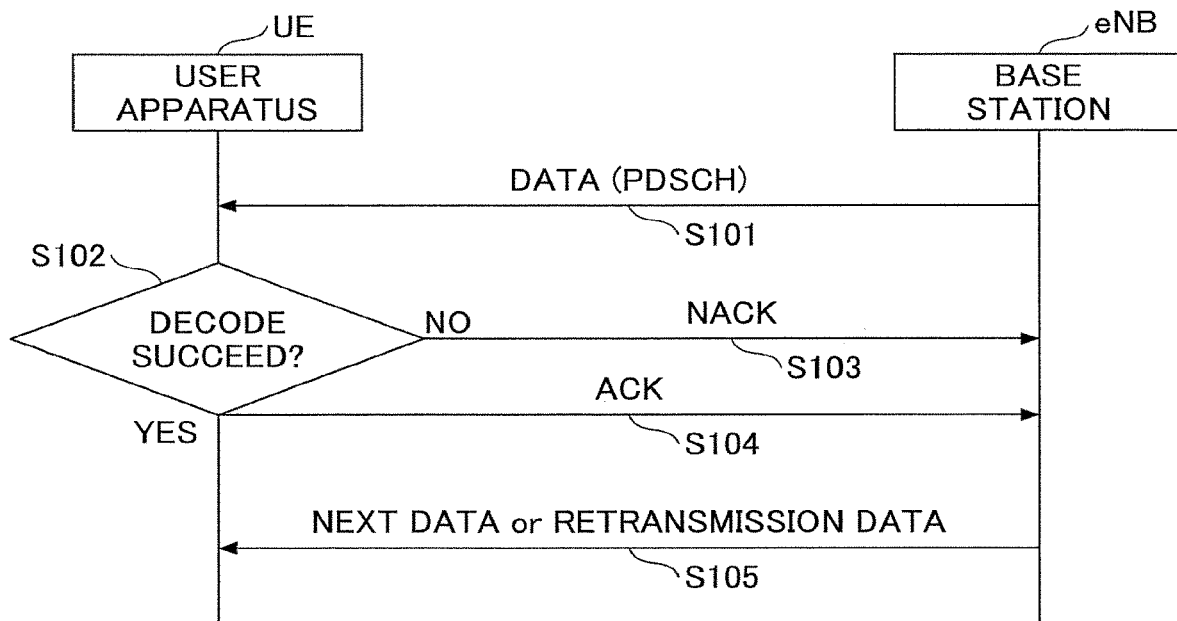 UE
eNB
USER
APPARATUS
BASE
STATION
DATA (PDSCH)
S101
S102
DECODE
SUCCEED?
NO
NACK
S103
ACK
YES
S104
NEXT DATA or RETRANSMISSION DATA
S105